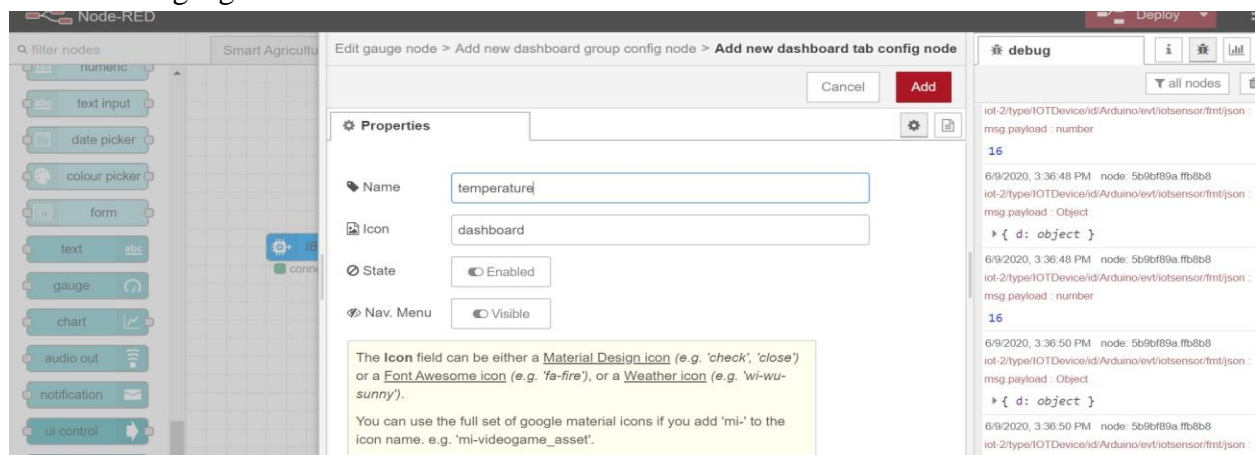 Node-RED
Deploy
filter nodes
numeric
text input
date picker
colour picker
form
text
abc
gauge
chart
audio out
notification
ui control
Smart Agricultu
IB
conne
Edit gauge node > Add new dashboard group config node > Add new dashboard tab config node
Cancel
Add
Properties
Name
temperature
Icon
dashboard
State
Enabled
Nav. Menu
Visible
The Icon field can be either a Material Design icon (e.g. 'check', 'close')
or a Font Awesome icon (e.g. 'fa-fire'), or a Weather icon (e.g. 'wi-wu-
sunny').
You can use the full set of google material icons if you add 'mi-' to the
icon name. e.g. 'mi-videogame_asset'.
debug
i
all nodes
iot-2/type/IOTDevice/id/Arduino/evt/iotsensor/fmt/json :
msg.payload : number
16
6/9/2020, 3:36:48 PM node: 5b9bf89a.ffb8b8
iot-2/type/IOTDevice/id/Arduino/evt/iotsensor/fmt/json :
msg.payload : Object
{ d: object }
6/9/2020, 3:36:48 PM node: 5b9bf89a.ffb8b8
iot-2/type/IOTDevice/id/Arduino/evt/iotsensor/fmt/json :
msg.payload : number
16
6/9/2020, 3:36:50 PM node: 5b9bf89a.ffb8b8
iot-2/type/IOTDevice/id/Arduino/evt/iotsensor/fmt/json :
msg.payload : Object
{ d: object }
6/9/2020, 3:36:50 PM node: 5b9bf89a.ffb8b8
iot-2/type/IOTDevice/id/Arduino/evt/iotsensor/fmt/json :